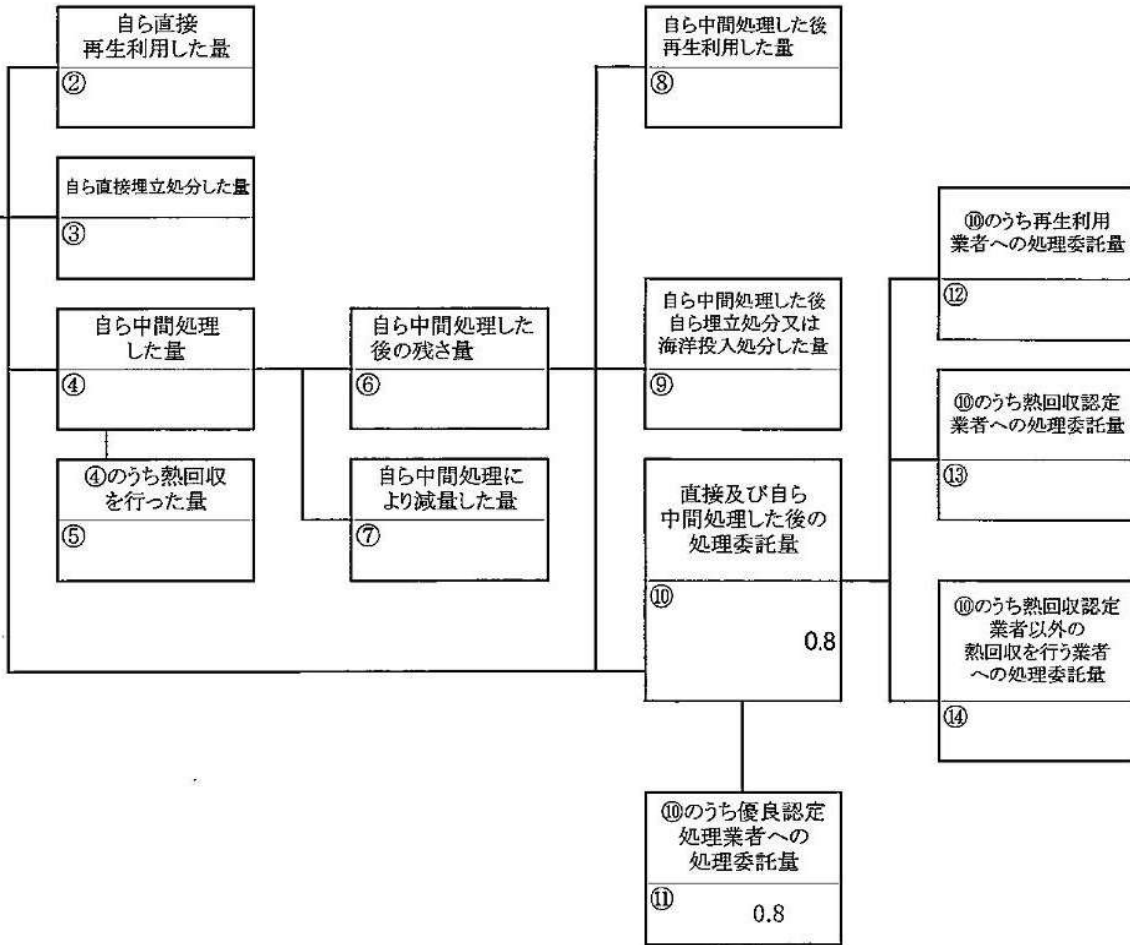 自ら直接
再生利用した量
②
自ら直接埋立処分した量
③
自ら中間処理
した量
④
④のうち熱回収
を行った量
⑤
自ら中間処理した
後の残さ量
⑥
自ら中間処理に
より減量した量
⑦
自ら中間処理した後
再生利用した量
⑧
自ら中間処理した後
自ら埋立処分又は
海洋投入処分した量
⑨
直接及び自ら
中間処理した後の
処理委託量
⑩
0.8
⑩のうち優良認定
処理業者への
処理委託量
⑪
0.8
⑩のうち再生利用
業者への処理委託量
⑫
⑩のうち熱回収認定
業者への処理委託量
⑬
⑩のうち熱回収認定
業者以外の
熱回収を行う業者
への処理委託量
⑭